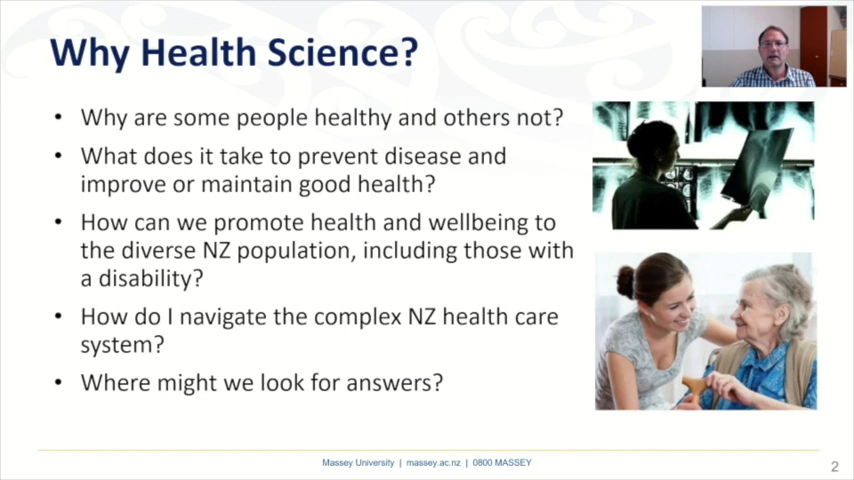 Why Health Science?
• Why are some people healthy and others not?
• What does it take to prevent disease and
improve or maintain good health?
• How can we promote health and wellbeing to
the diverse NZ population, including those with
a disability?
• How do I navigate the complex NZ health care
system?
• Where might we look for answers?
Massey University | massey.ac.nz | 0800 MASSEY
2